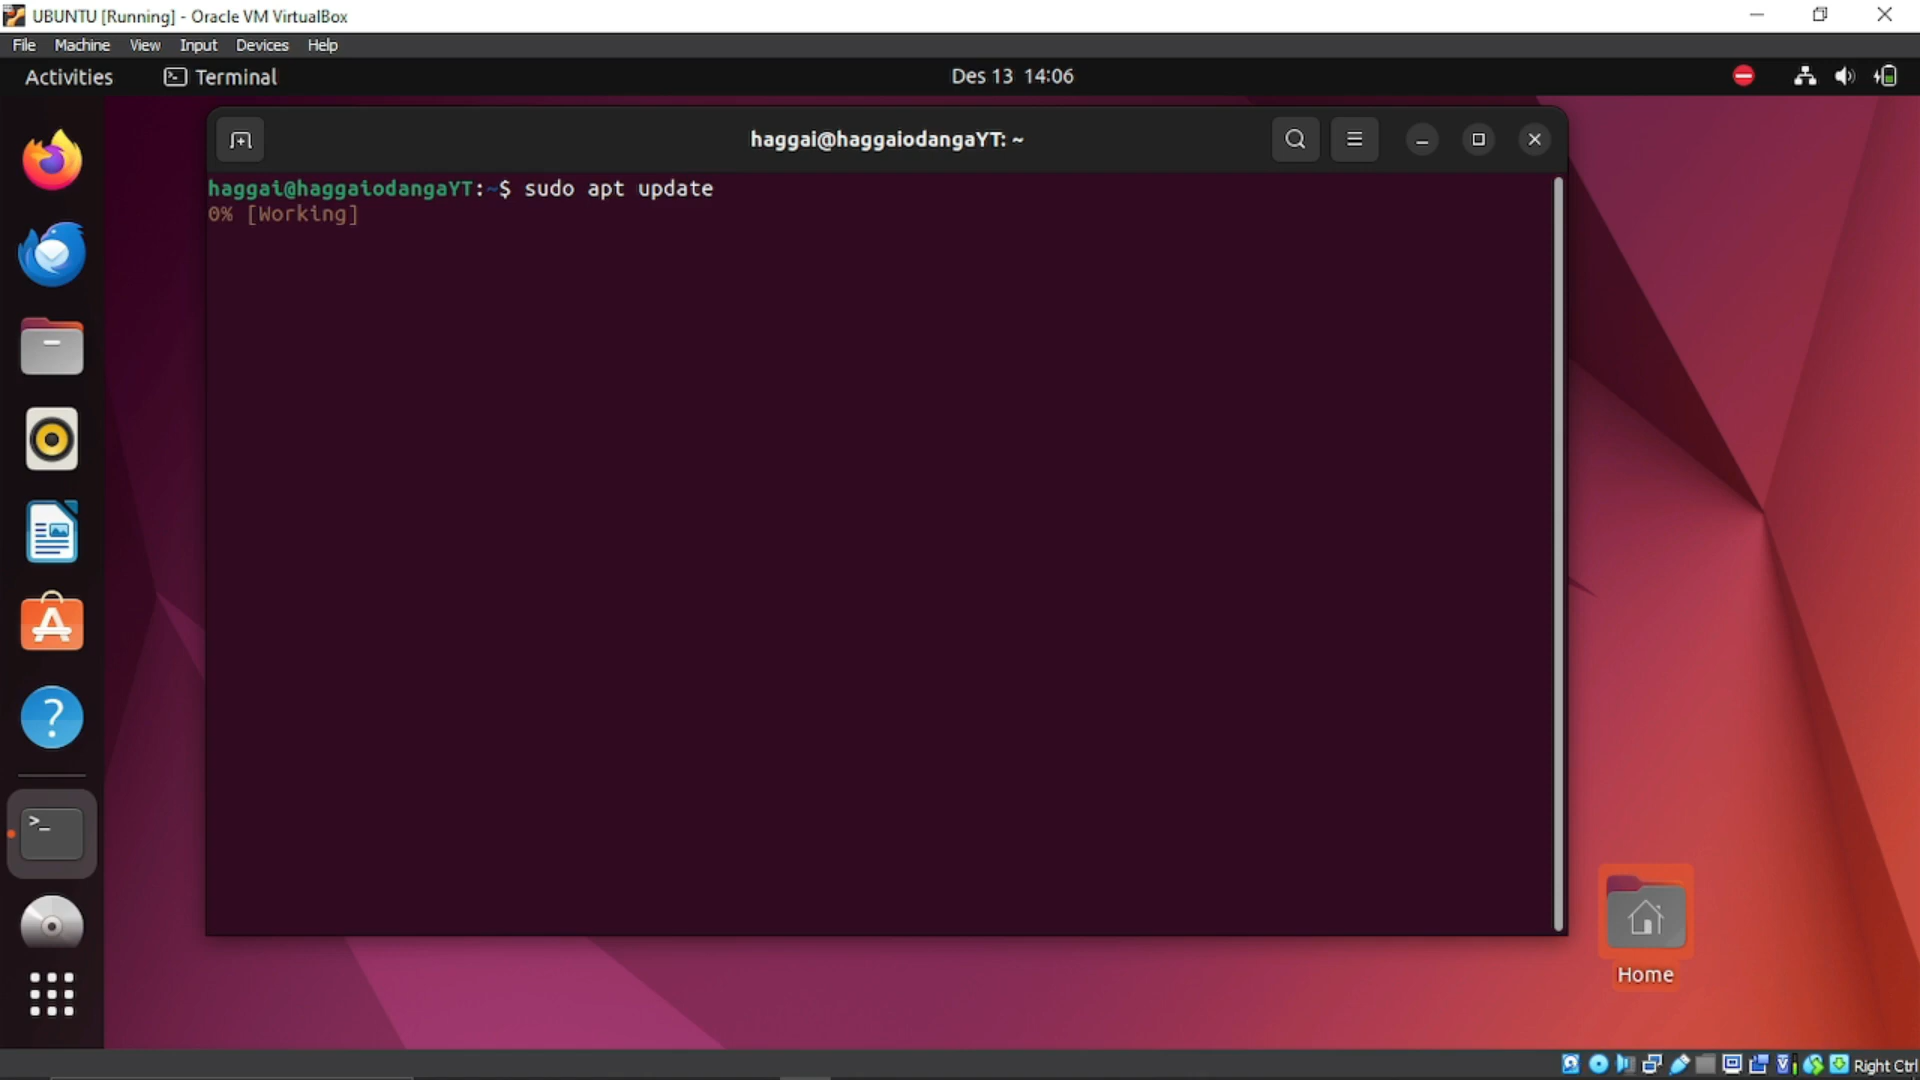 UBUNTU [Running] - Oracle VM VirtualBox
File Machine View Input Devices Help
Activities Terminal Des 13 14:06
haggai@haggaiodangaYT: ~
haggai@haggaiodangaYT:~$ sudo apt update
0% [Working]
Home
Right Ctrl